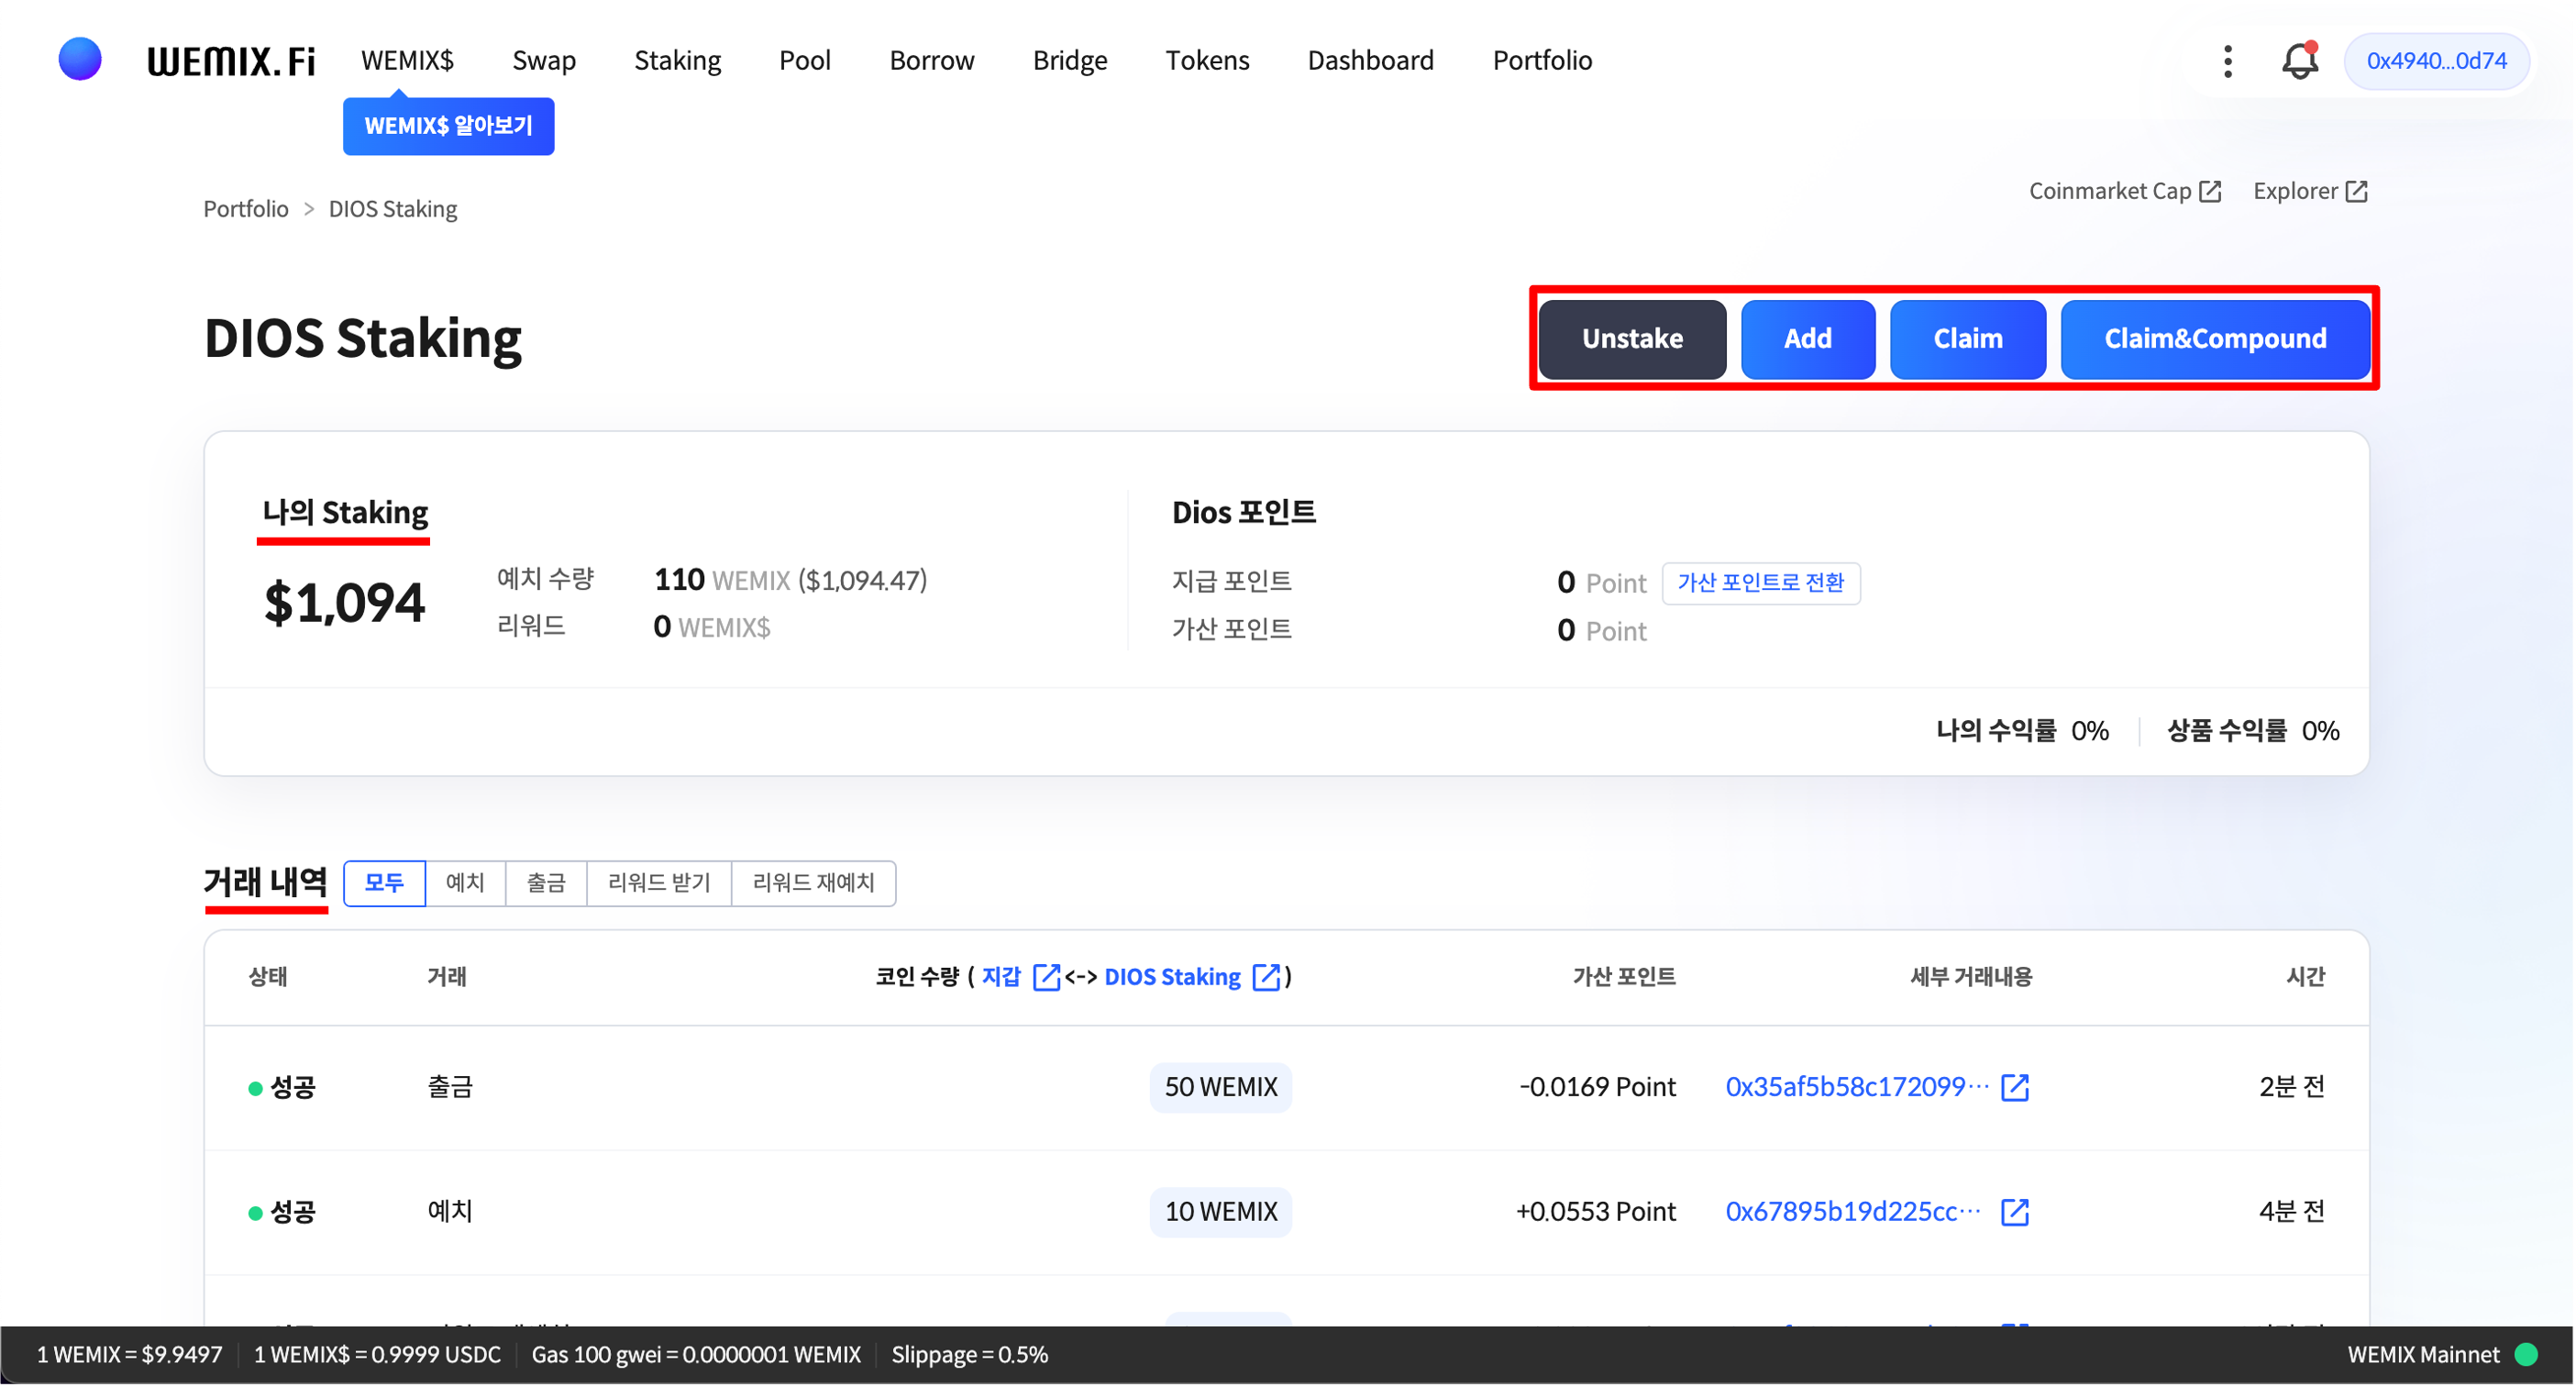 WEMIX.Fi WEMIX$ Swap Staking Pool Borrow Bridge Tokens Dashboard Portfolio 0x4940...0d74
WEMIX$ 알아보기
Coinmarket Cap Explorer
Portfolio > DIOS Staking
DIOS Staking Unstake Add Claim Claim&Compound
나의 Staking
$1,094
예치 수량 110 WEMIX ($1,094.47)
리워드 0 WEMIX$
Dios 포인트
지급 포인트 0 Point 가산 포인트로 전환
가산 포인트 0 Point
나의 수익률 0% 상품 수익률 0%
거래 내역 모두 예치 출금 리워드 받기 리워드 재예치
상태 거래 코인 수량 ( 지갑 <-> DIOS Staking ) 가산 포인트 세부 거래내용 시간
성공 출금 50 WEMIX -0.0169 Point 0x35af5b58c172099… 2분 전
성공 예치 10 WEMIX +0.0553 Point 0x67895b19d225cc… 4분 전
1 WEMIX = $9.9497 1 WEMIX$ = 0.9999 USDC Gas 100 gwei = 0.0000001 WEMIX Slippage = 0.5% WEMIX Mainnet